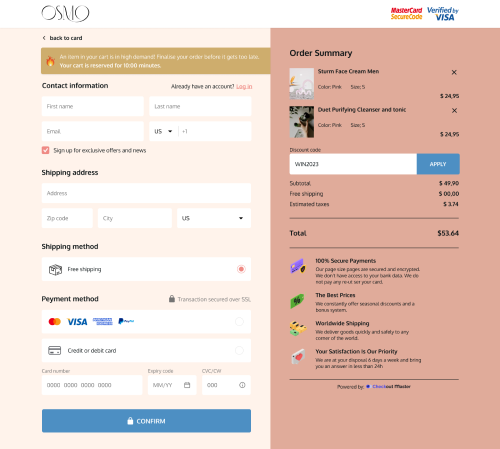 OSNO
MasterCard
SecureCode
Verified by
VISA
back to card
An item in your cart is in high demand! Finalise your order before it gets too late.
Your cart is reserved for 10:00 minutes.
Contact information
Already have an account? Log in
First name
Last name
Email
US
+1
Sign up for exclusive offers and news
Shipping address
Address
Zip code
City
US
Shipping method
Free shipping
Peyment method
Transaction secured over SSL
VISA
PayPal
Credit or debit card
Card number
Expiry code
CVC/CW
0000 0000 0000 0000
MM/YY
000
CONFIRM
Order Summary
Sturm Face Cream Men
Color: Pink
Size: S
$ 24,95
Duet Purifying Cleanser and tonic
Color: Pink
Size: S
$ 24,95
Discount code
WIN2023
APPLY
Subtotal
$ 49,90
Free shipping
$ 00,00
Estimated taxes
$ 3.74
Total
$53.64
100% Secure Payments
Our page size pages are secured and encrypted.
We don't have access to your bank data. We do
not pay any re-st ser your card.
The Best Prices
We constantly offer seasonal discounts and a
bonus system.
Worldwide Shipping
We deliver goods quickly and safely to any
corner of the world.
Your Satisfaction is Our Priority
We are at your disposal 6 days a week and bring
you an answer in less than 24h
Powered by:
Checkout Master